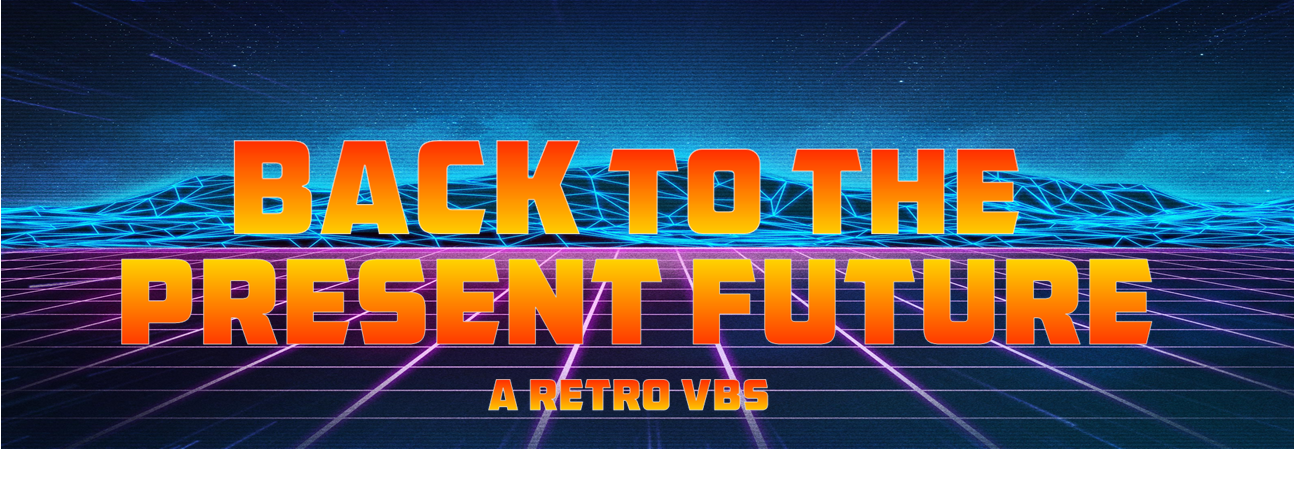 BACK TO THE
PRESENT FUTURE
A RETRO VBS